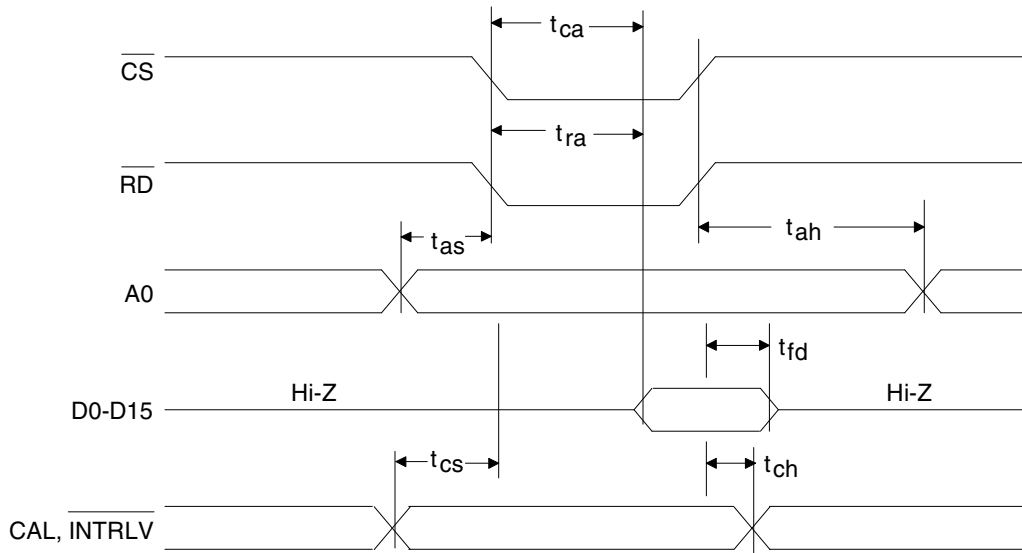 tca
CS
tra
RD
tas
tah
A0
tfd
Hi-Z
Hi-Z
D0-D15
tcs
tch
CAL, INTRLV